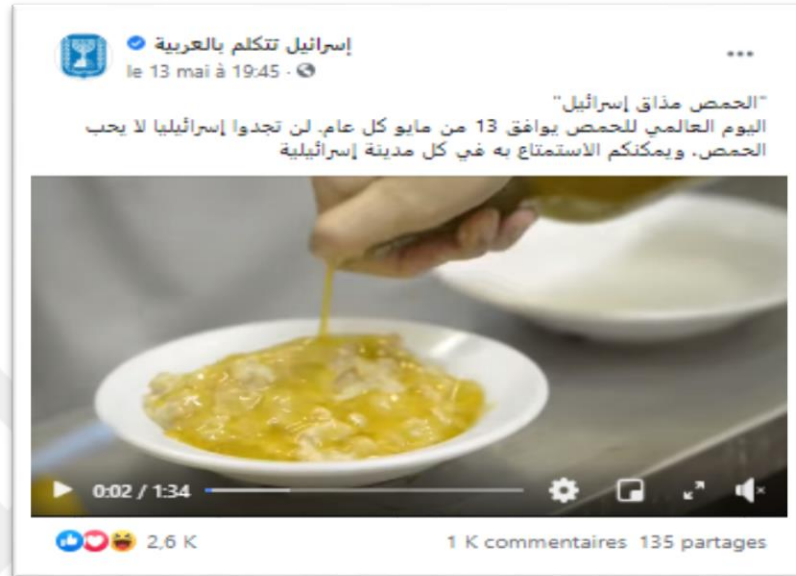 إسرائيل تتكلم بالعربية
le 13 mai à 19:45 ·
"الحمص مذاق إسرائيل"
اليوم العالمي للحمص يوافق 13 من مايو كل عام. لن تجدوا إسرائيليا لا يحب
الحمص. ويمكنكم الاستمتاع به في كل مدينة إسرائيلية
0:02 / 1:34
2,6 K 1 K commentaires 135 partages